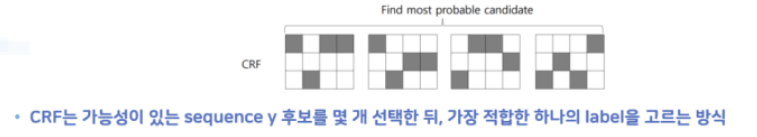 Find most probable candidate
CRF
• CRF는 가능성이 있는 sequence y 후보를 몇 개 선택한 뒤, 가장 적합한 하나의 label을 고르는 방식